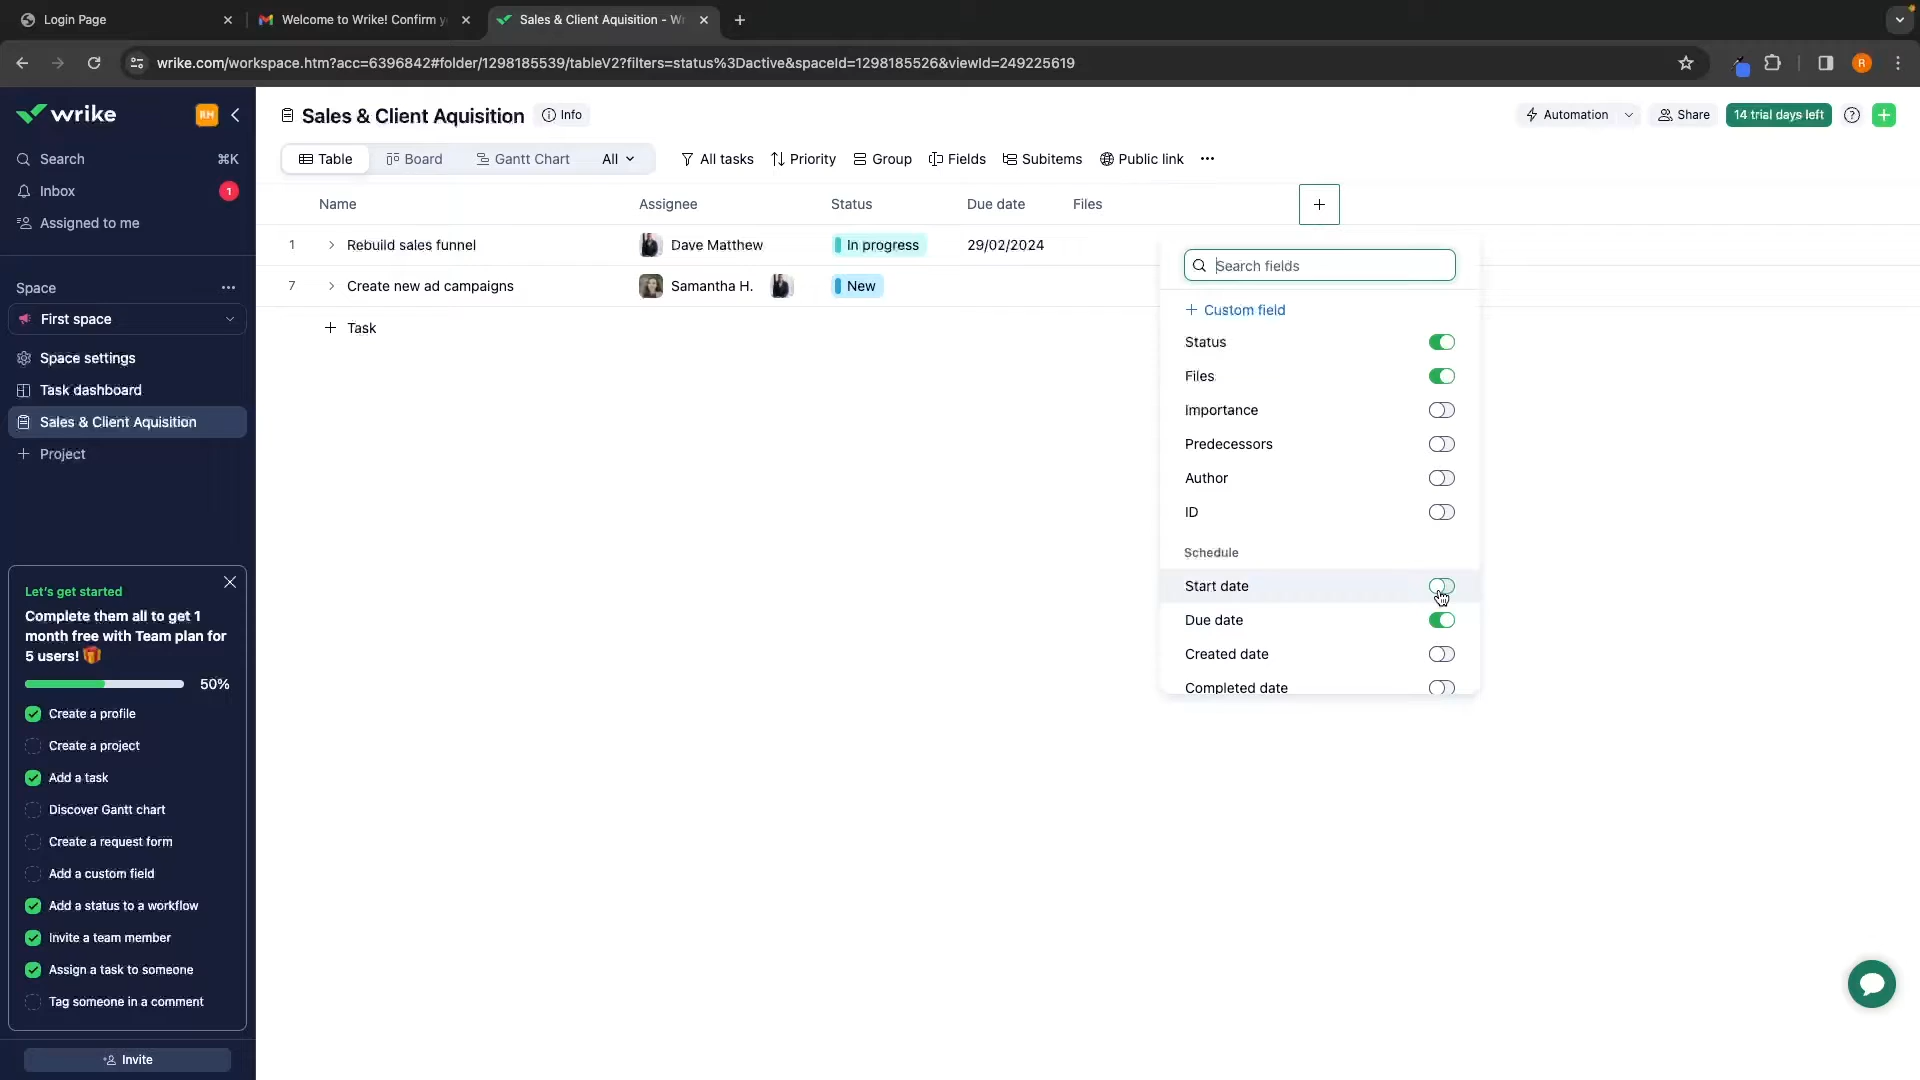 Login Page
Welcome to Wrike! Confirm y
Sales & Client Aquisition - Wr
wrike.com/workspace.htm?acc=6396842#folder/1298185539/tableV2?filters=status%3Dactive&spaceId=1298185526&viewId=249225619
R
wrike
RH
Sales & Client Aquisition
Info
Automation
Share
14 trial days left
Search
⌘K
Table
Board
Gantt Chart
All
All tasks
Priority
Group
Fields
Subitems
Public link
Inbox
1
Assigned to me
Name
Assignee
Status
Due date
Files
1
Rebuild sales funnel
Dave Matthew
In progress
29/02/2024
7
Create new ad campaigns
Samantha H.
New
Task
Search fields
Custom field
Status
Files
Importance
Predecessors
Author
ID
Schedule
Start date
Due date
Created date
Completed date
Space
First space
Space settings
Task dashboard
Sales & Client Aquisition
Project
Let's get started
Complete them all to get 1
month free with Team plan for
5 users!
50%
Create a profile
Create a project
Add a task
Discover Gantt chart
Create a request form
Add a custom field
Add a status to a workflow
Invite a team member
Assign a task to someone
Tag someone in a comment
Invite